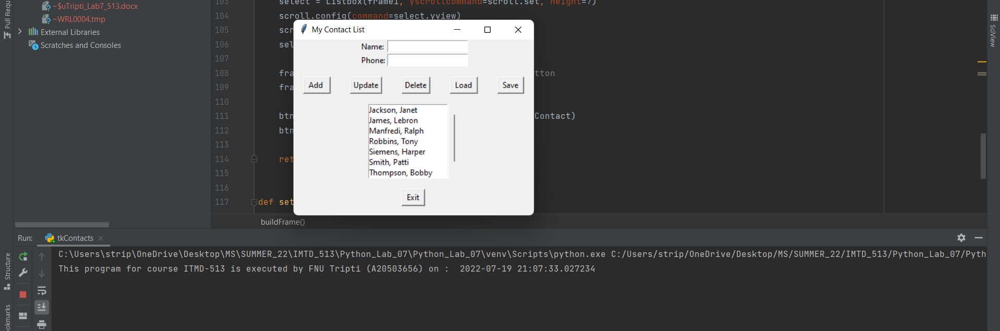 Pull Requ
~$uTripti_Lab7_513.docx
~WRL0004.tmp
External Libraries
Scratches and Consoles
103 select = Listbox(frame1, yscrollcommand=scroll.set, height=7)
104 scroll.config(command=select.yview)
105 scr
106 sel
107
108 fra tton
109 fra
110
111 btn Contact)
112 btn
113
114 ret
115
116
117 def set
buildFrame()
My Contact List
Name:
Phone:
Add Update Delete Load Save
Jackson, Janet
James, Lebron
Manfredi, Ralph
Robbins, Tony
Siemens, Harper
Smith, Patti
Thompson, Bobby
Exit
SciView
Run: tkContacts
C:\Users\strip\OneDrive\Desktop\MS\SUMMER_22\IMTD_513\Python_Lab_07\Python_Lab_07\venv\Scripts\python.exe C:/Users/strip/OneDrive/Desktop/MS/SUMMER_22/IMTD_513/Python_Lab_07/Pyth
This program for course ITMD-513 is executed by FNU Tripti (A20503656) on :  2022-07-19 21:07:33.027234
Structure
ookmarks